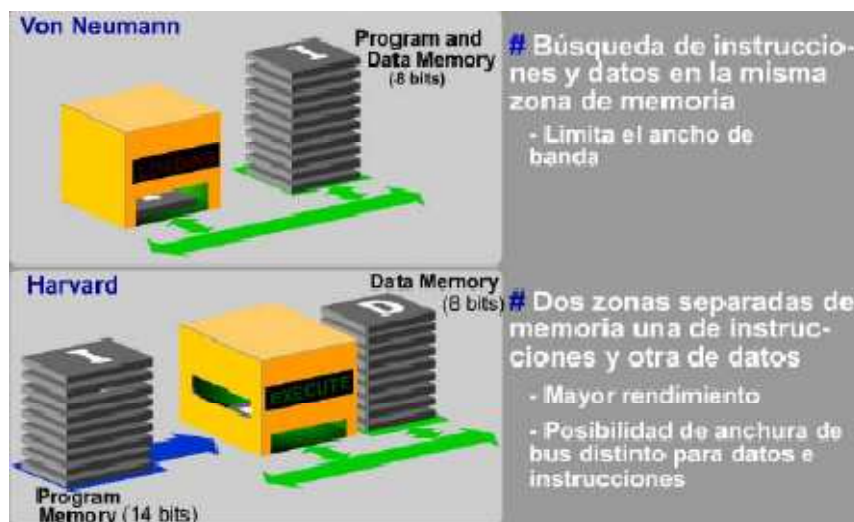 Von Neumann
Program and
Data Memory
(8 bits)
I
# Búsqueda de instruccio-
nes y datos en la misma
zona de memoria
- Limita el ancho de
banda
Harvard
Data Memory
(8 bits)
D
I
EXECUTE
Program
Memory (14 bits)
# Dos zonas separadas de
memoria una de instruc-
ciones y otra de datos
- Mayor rendimiento
- Posibilidad de anchura de
bus distinto para datos e
instrucciones